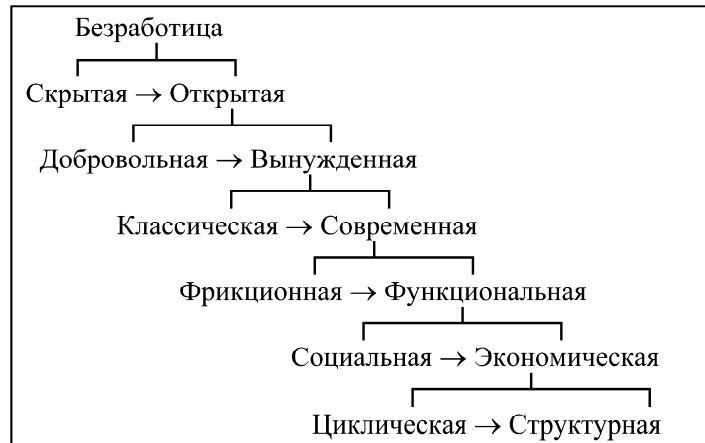 Безработица
Скрытая → Открытая
Добровольная → Вынужденная
Классическая → Современная
Фрикционная → Функциональная
Социальная → Экономическая
Циклическая → Структурная